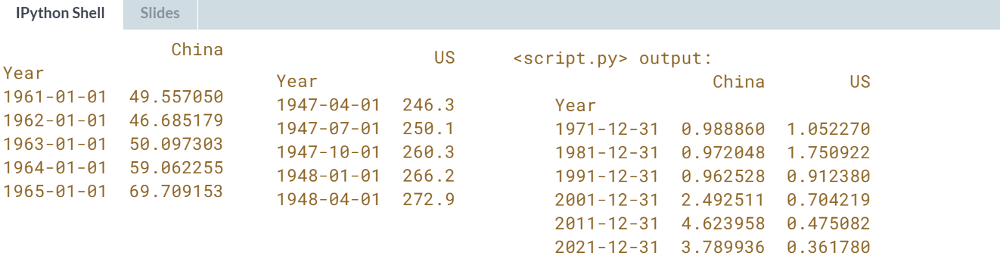 IPython Shell
Slides
China
Year
1961-01-01 49.557050
1962-01-01 46.685179
1963-01-01 50.097303
1964-01-01 59.062255
1965-01-01 69.709153
US
Year
1947-04-01 246.3
1947-07-01 250.1
1947-10-01 260.3
1948-01-01 266.2
1948-04-01 272.9
<script.py> output:
China US
Year
1971-12-31 0.988860 1.052270
1981-12-31 0.972048 1.750922
1991-12-31 0.962528 0.912380
2001-12-31 2.492511 0.704219
2011-12-31 4.623958 0.475082
2021-12-31 3.789936 0.361780